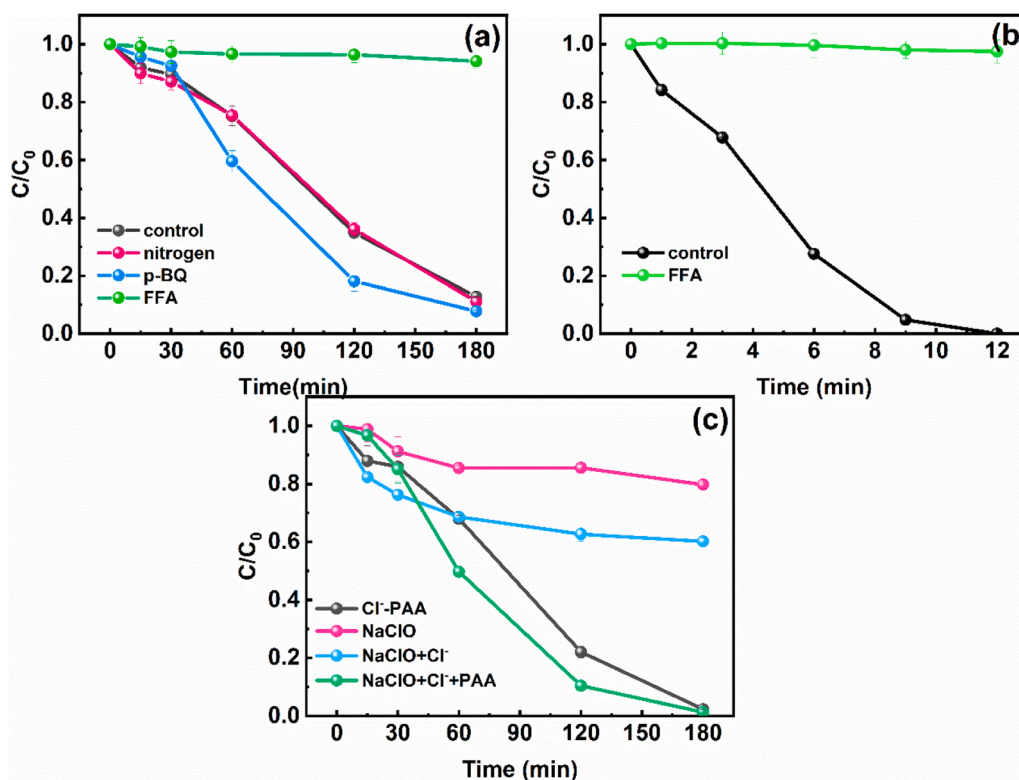 (a)
C/C₀
1.0
0.8
0.6
0.4
0.2
0.0
control
nitrogen
p-BQ
FFA
0 30 60 90 120 150 180
Time(min)
(b)
C/C₀
1.0
0.8
0.6
0.4
0.2
0.0
control
FFA
0 2 4 6 8 10 12
Time (min)
(c)
C/C₀
1.0
0.8
0.6
0.4
0.2
0.0
Cl⁻-PAA
NaClO
NaClO+Cl⁻
NaClO+Cl⁻+PAA
0 30 60 90 120 150 180
Time (min)